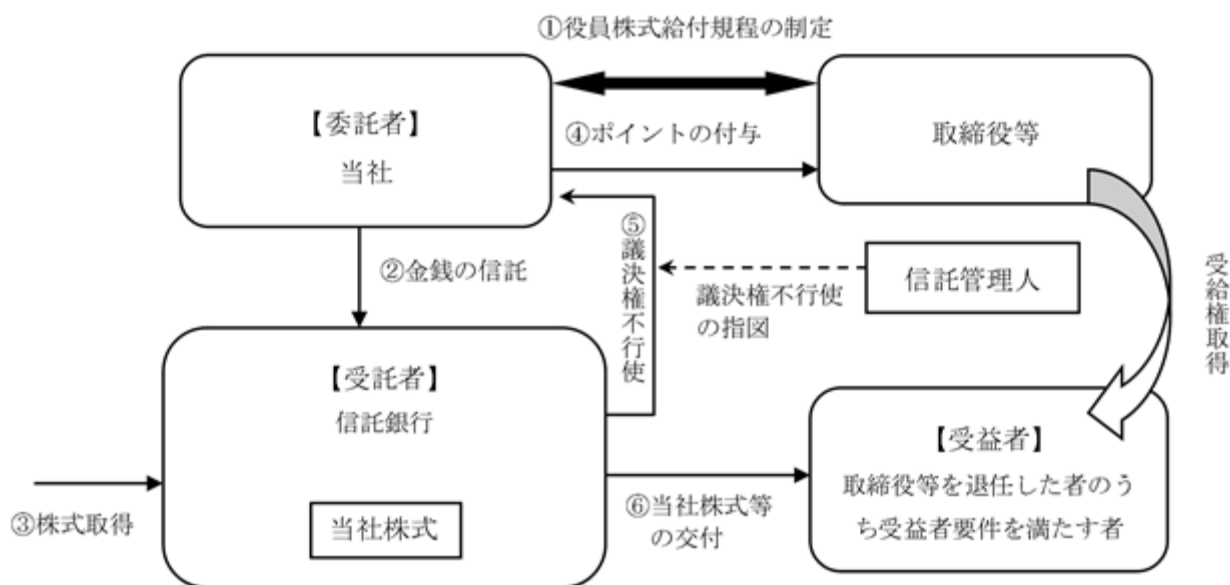 ①役員株式給付規程の制定
【委託者】
当社
④ポイントの付与
取締役等
②金銭の信託
⑤議決権不行使
議決権不行使
の指図
信託管理人
受給権取得
【受託者】
信託銀行
当社株式
③株式取得
⑥当社株式等
の交付
【受益者】
取締役等を退任した者のう
ち受益者要件を満たす者